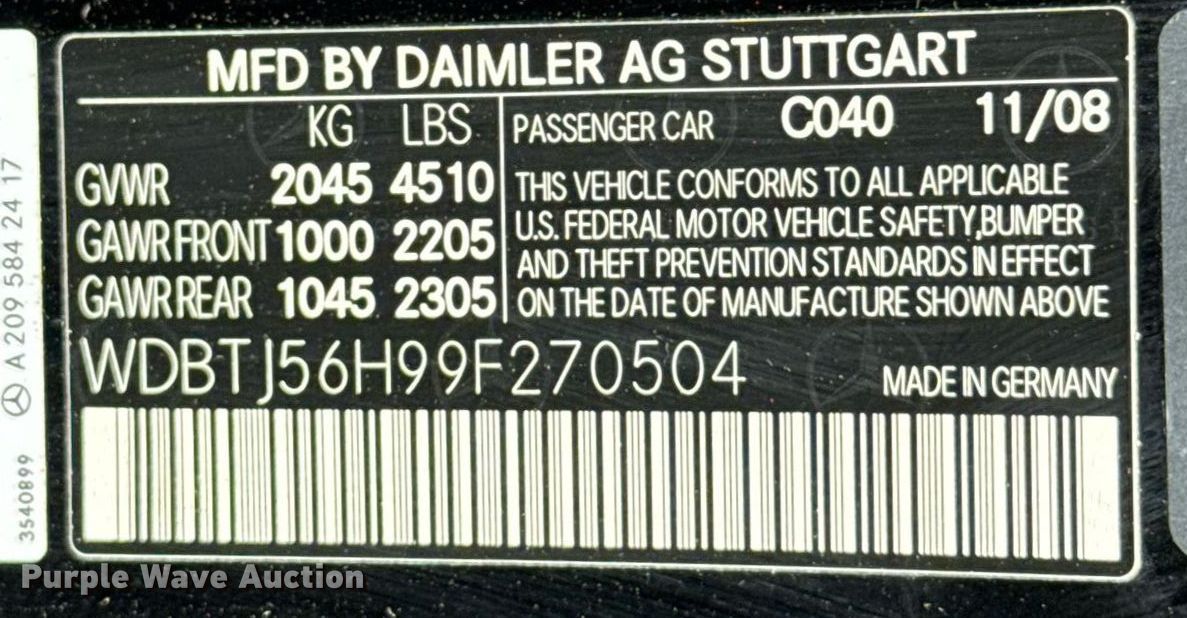 MFD BY DAIMLER AG STUTTGART
KG LBS
GVWR 2045 4510
GAWR FRONT 1000 2205
GAWR REAR 1045 2305
PASSENGER CAR C040 11/08
THIS VEHICLE CONFORMS TO ALL APPLICABLE
U.S. FEDERAL MOTOR VEHICLE SAFETY,BUMPER
AND THEFT PREVENTION STANDARDS IN EFFECT
ON THE DATE OF MANUFACTURE SHOWN ABOVE
WDBTJ56H99F270504
MADE IN GERMANY
A 209 584 24 17
3540899
Purple Wave Auction